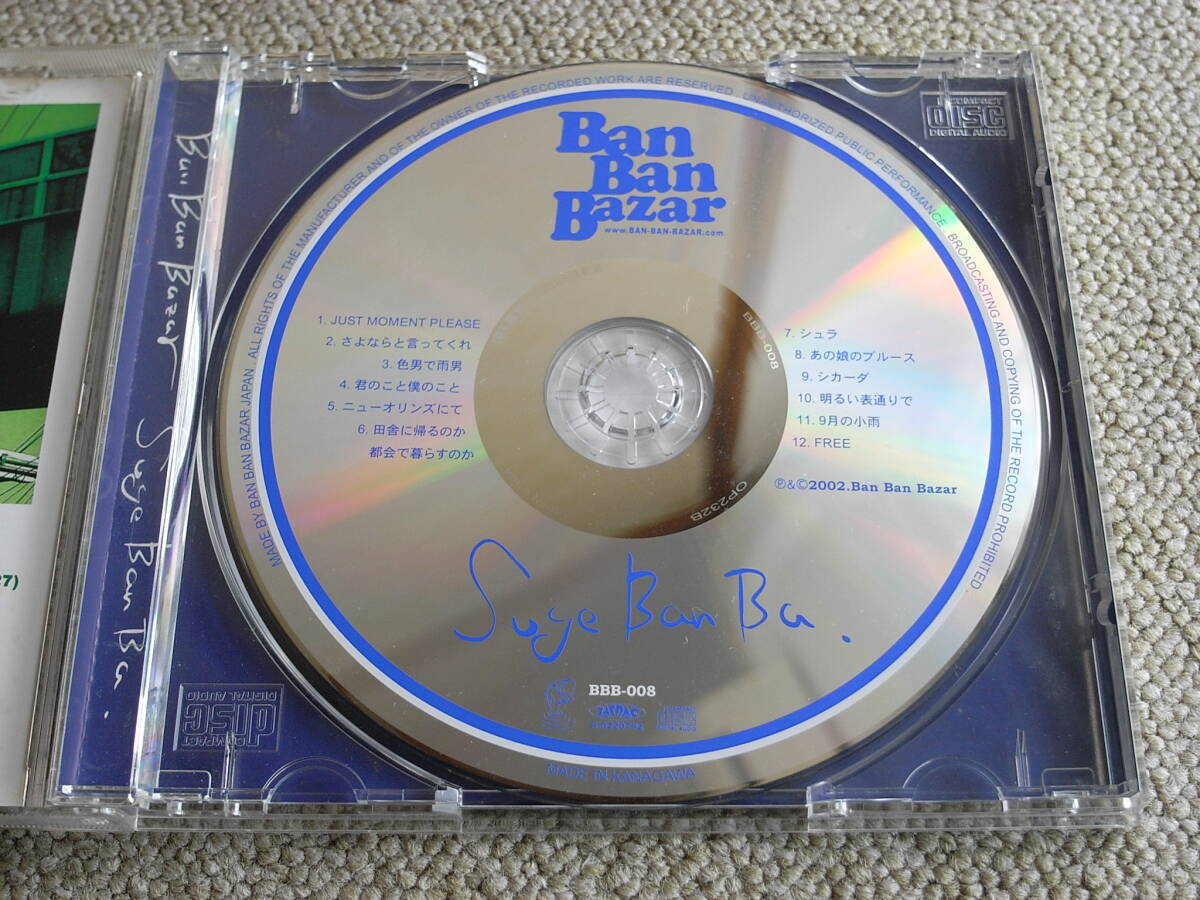 Ban Ban Bazar Suge Ban Ba.
27)
COMPACT
DISC
DIGITAL AUDIO
MADE BY BAN BAN BAZAR JAPAN . ALL RIGHTS OF THE MANUFACTURER AND OF THE OWNER OF THE RECORDED WORK ARE RESERVED . UNAUTHORIZED PUBLIC PERFORMANCE . BROADCASTING AND COPYING OF THE RECORD PROHIBITED .
Ban
Ban
Bazar
www.BAN-BAN-BAZAR.com
1. JUST MOMENT PLEASE
2. さよならと言ってくれ
3. 色男で雨男
4. 君のこと僕のこと
5. ニューオリンズにて
6. 田舎に帰るのか
都会で暮らすのか
7. シュラ
8. あの娘のブルース
9. シカーダ
10. 明るい表通りで
11. 9月の小雨
12. FREE
℗&©2002.Ban Ban Bazar
BBB-008
OP232B
Suge Ban Ba.
BBB-008
MADE IN KANAGAWA
COMPACT
DISC
DIGITAL AUDIO